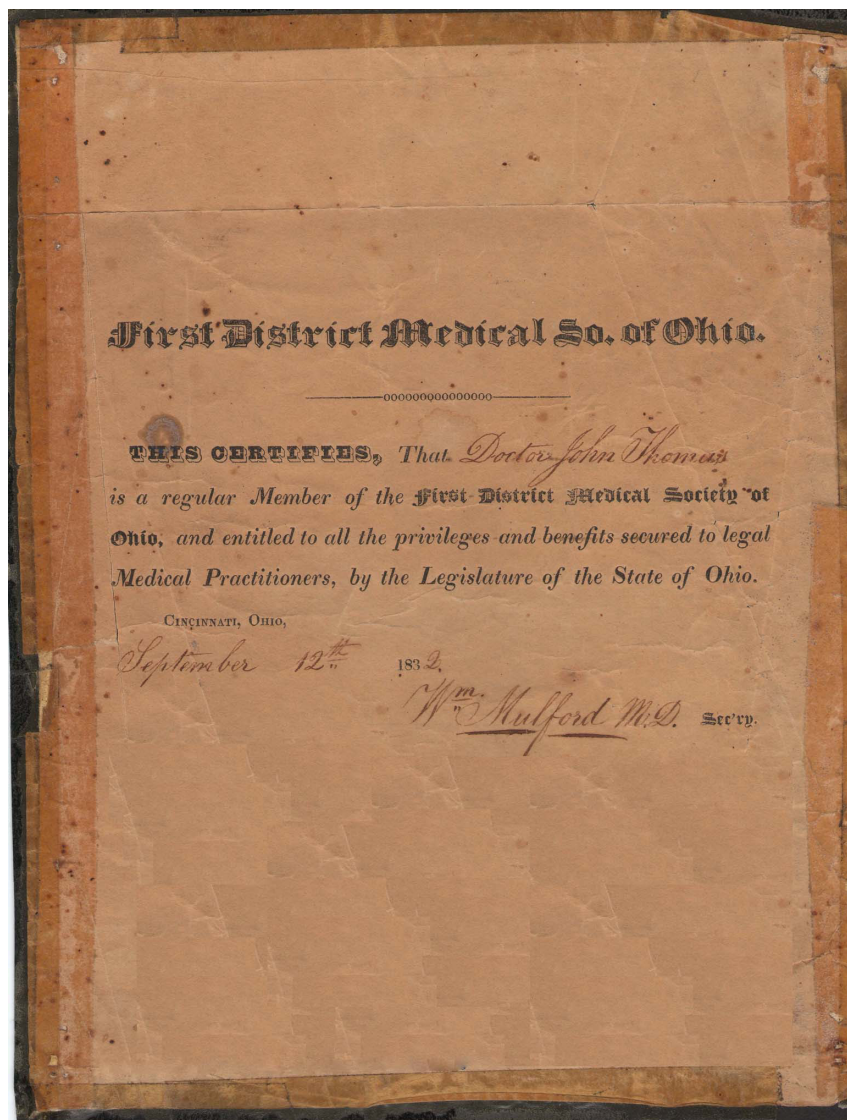 First District Medical So. of Ohio.
THIS CERTIFIES, That Doctor John Thomas
is a regular Member of the First District Medical Society of
Ohio, and entitled to all the privileges and benefits secured to legal
Medical Practitioners, by the Legislature of the State of Ohio.
CINCINNATI, OHIO,
September 12th 1832.
Wm. Mulford M.D. Sec'ry.